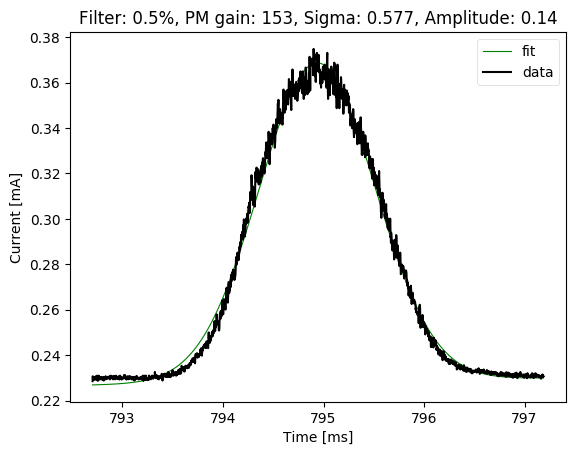 Filter: 0.5%, PM gain: 153, Sigma: 0.577, Amplitude: 0.14
fit
data
0.38
0.36
0.34
0.32
0.30
0.28
0.26
0.24
0.22
Current [mA]
793 794 795 796 797
Time [ms]